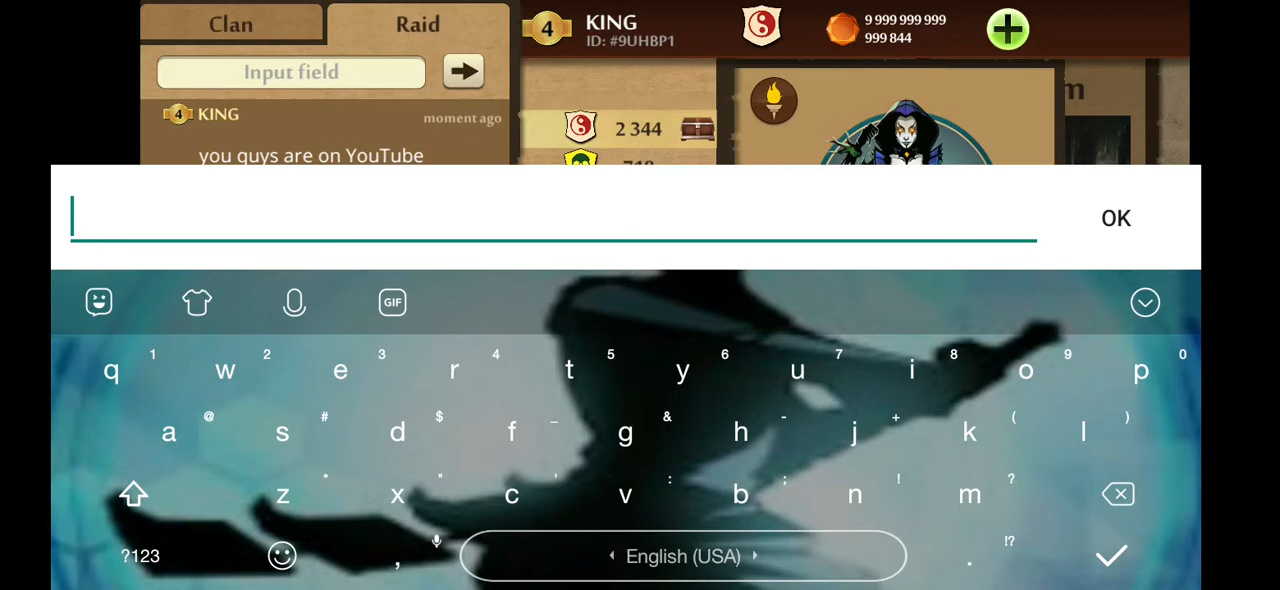 Clan
Raid
4
KING
ID: #9UHBP1
9 999 999 999
999 844
Input field
4 KING
moment ago
you guys are on YouTube
2 344
m
OK
GIF
1 2 3 4 5 6 7 8 9 0
q w e r t y u i o p
@ # $ _ & - + ( )
a s d f g h j k l
* " ' : ; ! ?
z x c v b n m
!?
?123 , English (USA) .